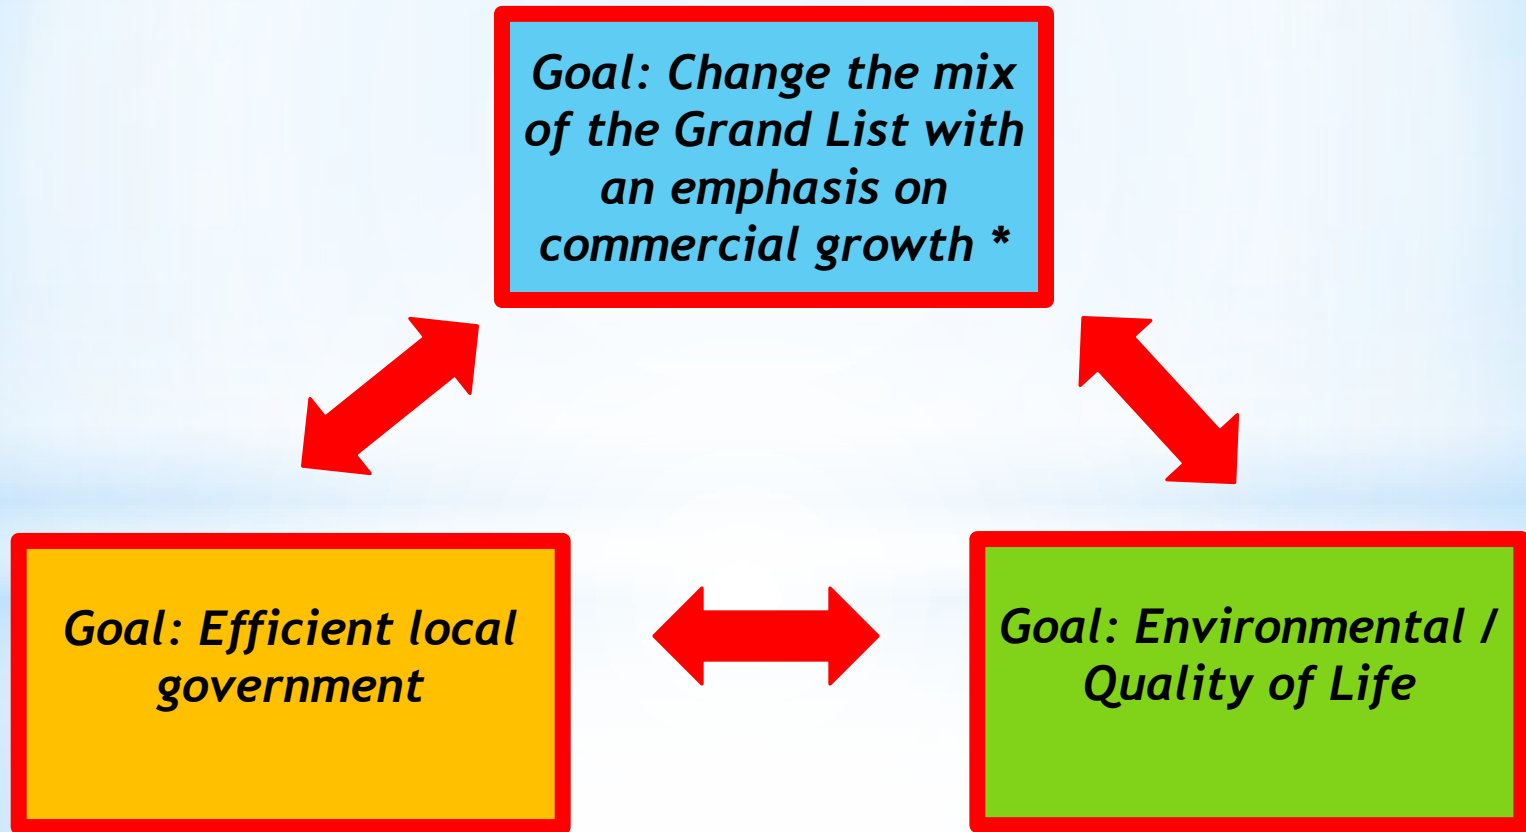 Goal: Change the mix
of the Grand List with
an emphasis on
commercial growth *
Goal: Efficient local
government
Goal: Environmental /
Quality of Life